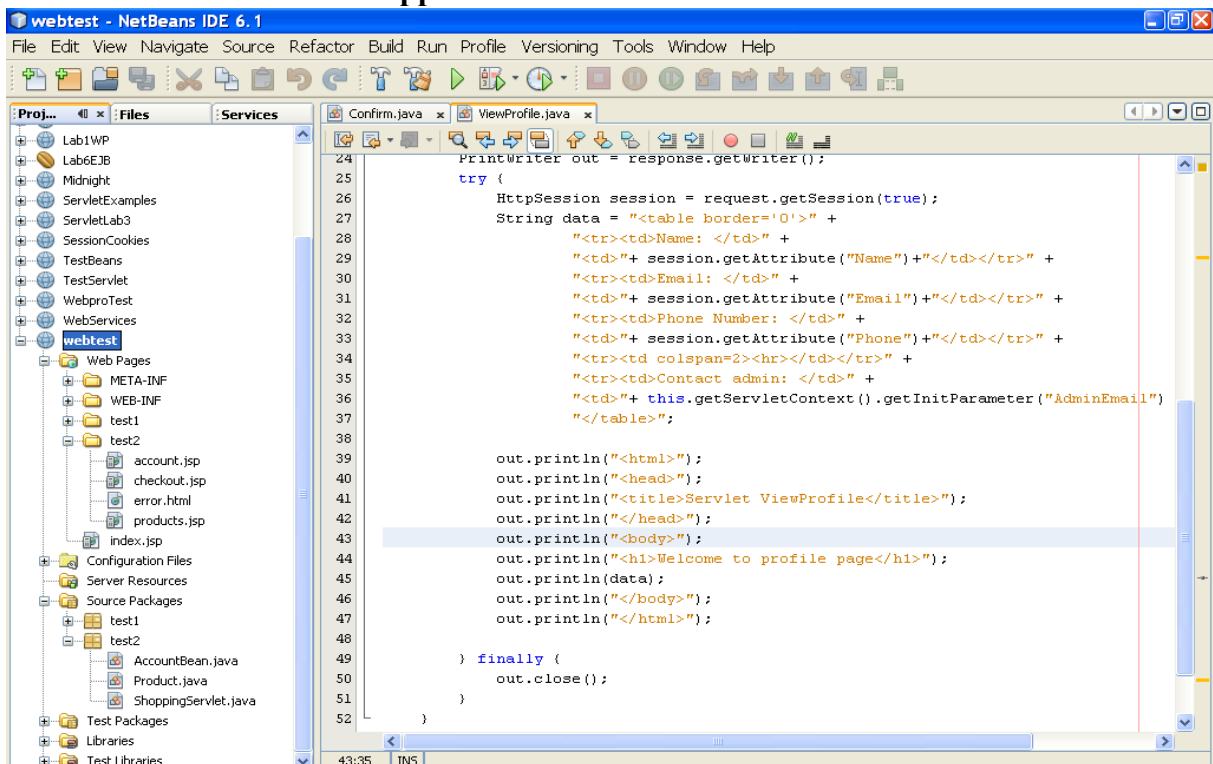 webtest - NetBeans IDE 6.1
File Edit View Navigate Source Refactor Build Run Profile Versioning Tools Window Help
Proj... Files Services
Lab1WP
Lab6EJB
Midnight
ServletExamples
ServletLab3
SessionCookies
TestBeans
TestServlet
WebproTest
WebServices
webtest
Web Pages
META-INF
WEB-INF
test1
test2
account.jsp
checkout.jsp
error.html
products.jsp
index.jsp
Configuration Files
Server Resources
Source Packages
test1
test2
AccountBean.java
Product.java
ShoppingServlet.java
Test Packages
Libraries
Test Libraries
Confirm.java ViewProfile.java
24 PrintWriter out = response.getWriter();
25 try {
26 HttpSession session = request.getSession(true);
27 String data = "<table border='0'>" +
28 "<tr><td>Name: </td>" +
29 "<td>"+ session.getAttribute("Name")+"</td></tr>" +
30 "<tr><td>Email: </td>" +
31 "<td>"+ session.getAttribute("Email")+"</td></tr>" +
32 "<tr><td>Phone Number: </td>" +
33 "<td>"+ session.getAttribute("Phone")+"</td></tr>" +
34 "<tr><td colspan=2><hr></td></tr>" +
35 "<tr><td>Contact admin: </td>" +
36 "<td>"+ this.getServletContext().getInitParameter("AdminEmail")
37 "</table>";
38
39 out.println("<html>");
40 out.println("<head>");
41 out.println("<title>Servlet ViewProfile</title>");
42 out.println("</head>");
43 out.println("<body>");
44 out.println("<h1>Welcome to profile page</h1>");
45 out.println(data);
46 out.println("</body>");
47 out.println("</html>");
48
49 } finally {
50 out.close();
51 }
52 }
43:35 INS